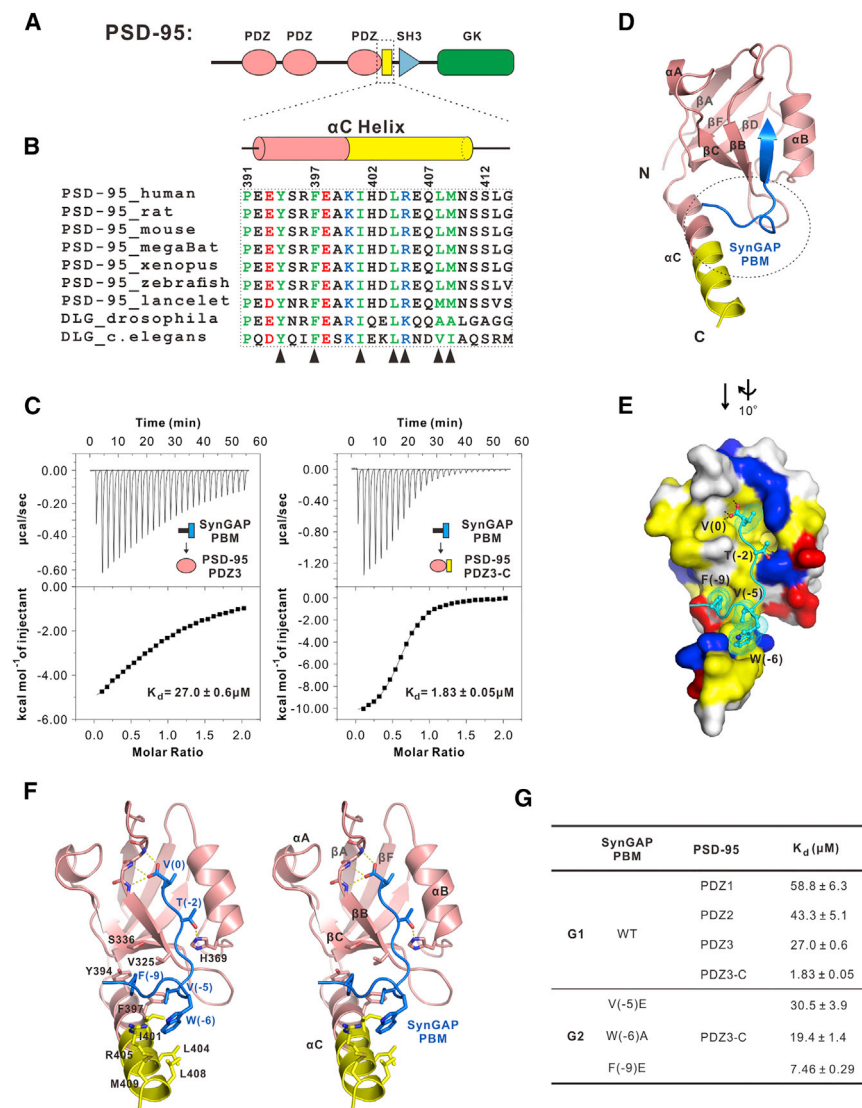 A
PSD-95:
PDZ PDZ PDZ SH3 GK
B
αC Helix
391 397 402 407 412
PSD-95_human PEEYSRFEAKIHDLREQLMNSSLG
PSD-95_rat PEEYSRFEAKIHDLREQLMNSSLG
PSD-95_mouse PEEYSRFEAKIHDLREQLMNSSLG
PSD-95_megaBat PEEYSRFEAKIHDLREQLMNSSLG
PSD-95_xenopus PEEYSRFEAKIHDLREQLMNSSLG
PSD-95_zebrafish PEEYSRFEAKIHDLREQLMNSSLV
PSD-95_lancelet PEDYNRFEAKIHDLREQMMNSSVS
DLG_drosophila PEEYNRFEARIQELKQQAALGAGG
DLG_c.elegans PQDYQIFESKIEKLRNDVIAQSRM
C
Time (min)
0 10 20 30 40 50 60
0.00
-0.20
-0.40
-0.60
µcal/sec
SynGAP
PBM
PSD-95
PDZ3
0.00
-2.00
-4.00
-6.00
kcal mol⁻¹ of injectant
Kd = 27.0 ± 0.6µM
0.0 0.5 1.0 1.5 2.0
Molar Ratio
Time (min)
0 10 20 30 40 50 60
0.00
-0.40
-0.80
-1.20
µcal/sec
SynGAP
PBM
PSD-95
PDZ3-C
0.00
-2.00
-4.00
-6.00
-8.00
-10.00
kcal mol⁻¹ of injectant
Kd = 1.83 ± 0.05µM
0.0 0.5 1.0 1.5 2.0
Molar Ratio
D
αA
βA
βF
βD
αB
βC
βB
N
SynGAP
PBM
αC
C
E
10°
V(0)
T(-2)
F(-9)
V(-5)
W(-6)
F
αA
βA
βF
V(0)
αB
T(-2)
βB
βC
S336
V325
H369
Y394
F(-9)
V(-5)
F397
W(-6)
I401
R405
L404
L408
M409
αC
SynGAP
PBM
G
SynGAP
PBM
PSD-95
Kd (µM)
G1 WT
PDZ1 58.8 ± 6.3
PDZ2 43.3 ± 5.1
PDZ3 27.0 ± 0.6
PDZ3-C 1.83 ± 0.05
G2 PDZ3-C
V(-5)E 30.5 ± 3.9
W(-6)A 19.4 ± 1.4
F(-9)E 7.46 ± 0.29